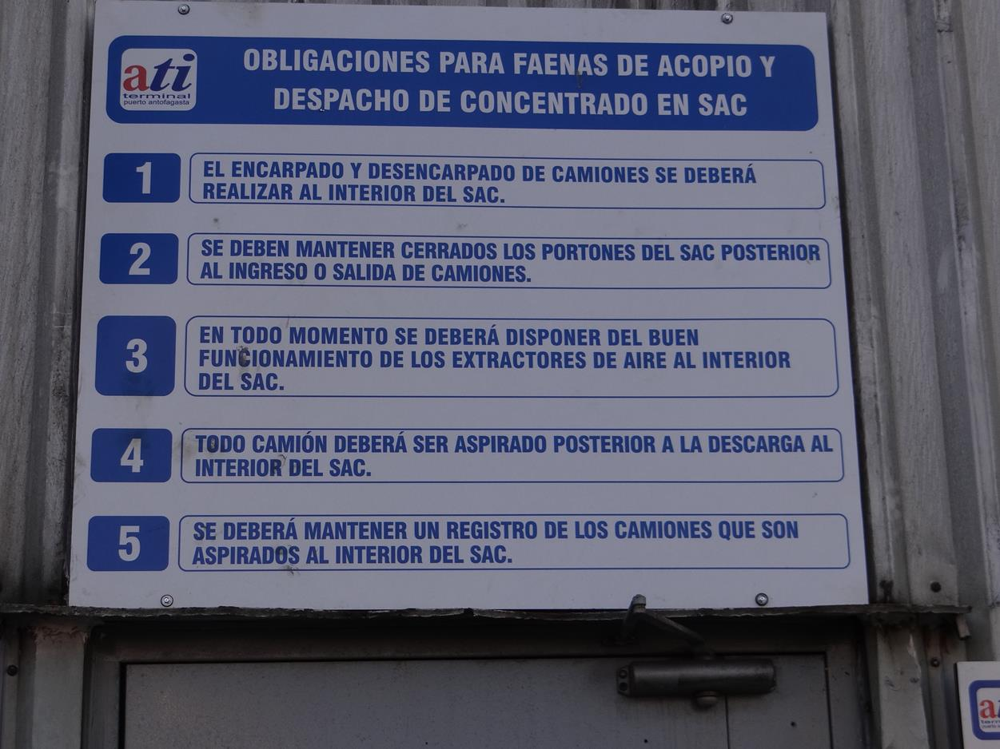 ati
terminal
puerto antofagasta
OBLIGACIONES PARA FAENAS DE ACOPIO Y
DESPACHO DE CONCENTRADO EN SAC
1
EL ENCARPADO Y DESENCARPADO DE CAMIONES SE DEBERÁ
REALIZAR AL INTERIOR DEL SAC.
2
SE DEBEN MANTENER CERRADOS LOS PORTONES DEL SAC POSTERIOR
AL INGRESO O SALIDA DE CAMIONES.
3
EN TODO MOMENTO SE DEBERÁ DISPONER DEL BUEN
FUNCIONAMIENTO DE LOS EXTRACTORES DE AIRE AL INTERIOR
DEL SAC.
4
TODO CAMIÓN DEBERÁ SER ASPIRADO POSTERIOR A LA DESCARGA AL
INTERIOR DEL SAC.
5
SE DEBERÁ MANTENER UN REGISTRO DE LOS CAMIONES QUE SON
ASPIRADOS AL INTERIOR DEL SAC.